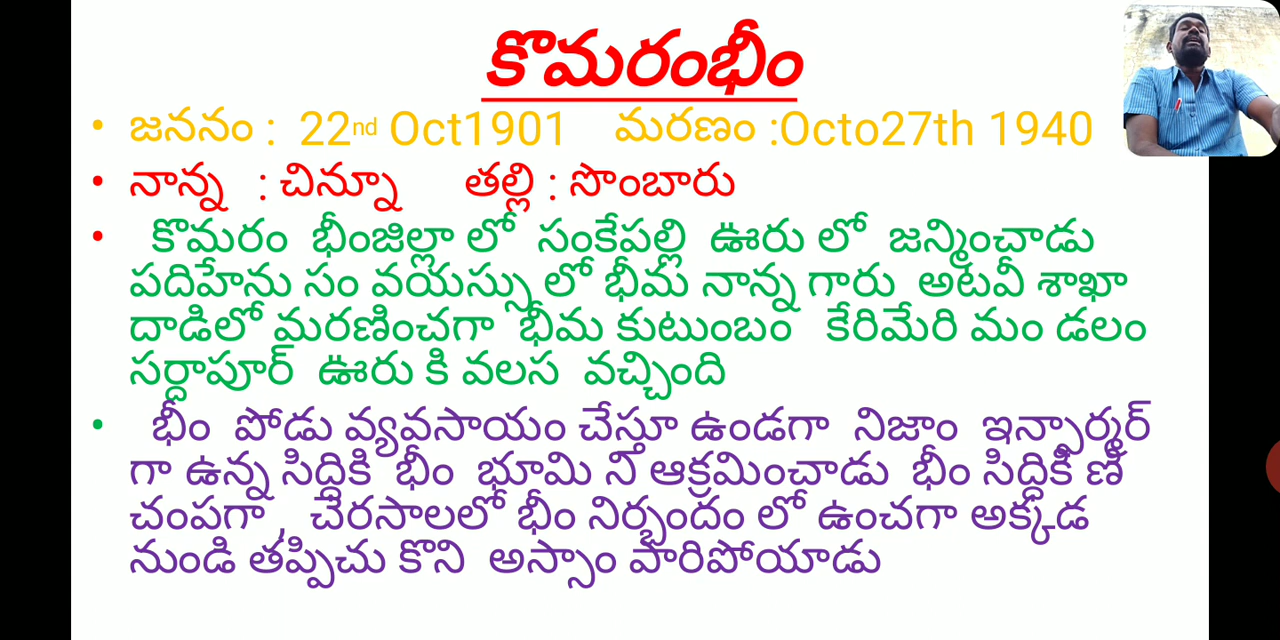 కొమరంభీం
• జననం : 22nd Oct1901 మరణం :Octo27th 1940
• నాన్న : చిన్నూ తల్లి : సొంబారు
• కొమరం భీంజిల్లా లో సంకేపల్లి ఊరు లో జన్మించాడు
పదిహేను సం వయస్సు లో భీమ నాన్న గారు అటవీ శాఖా
దాడిలో మరణించగా భీమ కుటుంబం కేరిమేరి మం డలం
సర్దాపూర్ ఊరు కి వలస వచ్చింది
• భీం పోడు వ్యవసాయం చేస్తూ ఉండగా నిజాం ఇన్ఫార్మర్
గా ఉన్న సిద్దికి భీం భూమి ని ఆక్రమించాడు భీం సిద్దికి ణి
చంపగా , చెరసాలలో భీం నిర్బందం లో ఉంచగా అక్కడ
నుండి తప్పిచు కొని అస్సాం పారిపోయాడు